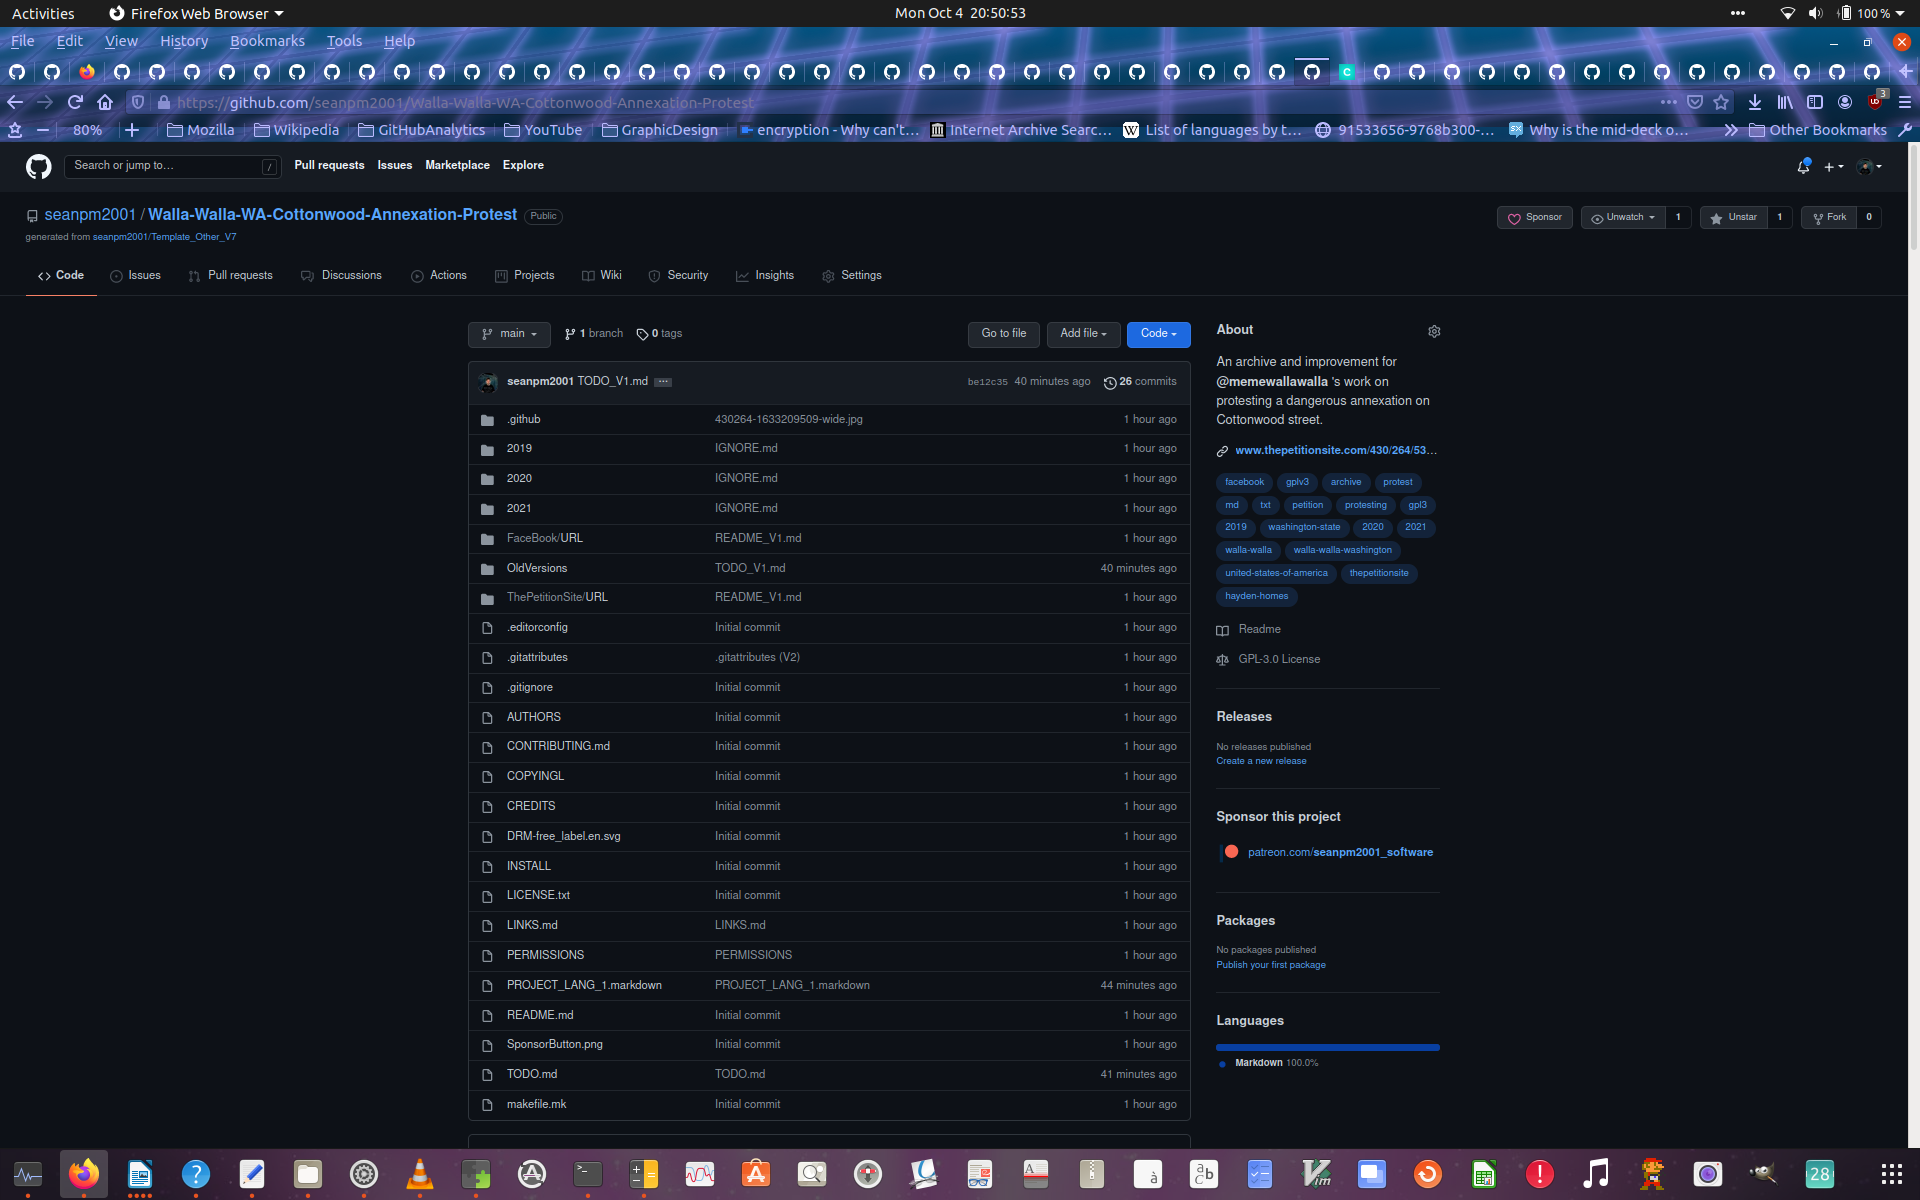 Activities Firefox Web Browser Mon Oct 4 20:50:53 100 %
File Edit View History Bookmarks Tools Help
https://github.com/seanpm2001/Walla-Walla-WA-Cottonwood-Annexation-Protest 3
80% Mozilla Wikipedia GitHubAnalytics YouTube GraphicDesign encryption - Why can't… Internet Archive Searc… List of languages by t… 91533656-9768b300-… Why is the mid-deck o… Other Bookmarks
Search or jump to… / Pull requests Issues Marketplace Explore
seanpm2001 / Walla-Walla-WA-Cottonwood-Annexation-Protest Public Sponsor Unwatch 1 Unstar 1 Fork 0
generated from seanpm2001/Template_Other_V7
Code Issues Pull requests Discussions Actions Projects Wiki Security Insights Settings
main 1 branch 0 tags Go to file Add file Code
seanpm2001 TODO_V1.md … be12c35 40 minutes ago 26 commits
.github 430264-1633209509-wide.jpg 1 hour ago
2019 IGNORE.md 1 hour ago
2020 IGNORE.md 1 hour ago
2021 IGNORE.md 1 hour ago
FaceBook/URL README_V1.md 1 hour ago
OldVersions TODO_V1.md 40 minutes ago
ThePetitionSite/URL README_V1.md 1 hour ago
.editorconfig Initial commit 1 hour ago
.gitattributes .gitattributes (V2) 1 hour ago
.gitignore Initial commit 1 hour ago
AUTHORS Initial commit 1 hour ago
CONTRIBUTING.md Initial commit 1 hour ago
COPYINGL Initial commit 1 hour ago
CREDITS Initial commit 1 hour ago
DRM-free_label.en.svg Initial commit 1 hour ago
INSTALL Initial commit 1 hour ago
LICENSE.txt Initial commit 1 hour ago
LINKS.md LINKS.md 1 hour ago
PERMISSIONS PERMISSIONS 1 hour ago
PROJECT_LANG_1.markdown PROJECT_LANG_1.markdown 44 minutes ago
README.md Initial commit 1 hour ago
SponsorButton.png Initial commit 1 hour ago
TODO.md TODO.md 41 minutes ago
makefile.mk Initial commit 1 hour ago
About
An archive and improvement for
@memewallawalla 's work on
protesting a dangerous annexation on
Cottonwood street.
www.thepetitionsite.com/430/264/53…
facebook gplv3 archive protest
md txt petition protesting gpl3
2019 washington-state 2020 2021
walla-walla walla-walla-washington
united-states-of-america thepetitionsite
hayden-homes
Readme
GPL-3.0 License
Releases
No releases published
Create a new release
Sponsor this project
patreon.com/seanpm2001_software
Packages
No packages published
Publish your first package
Languages
Markdown 100.0%
28